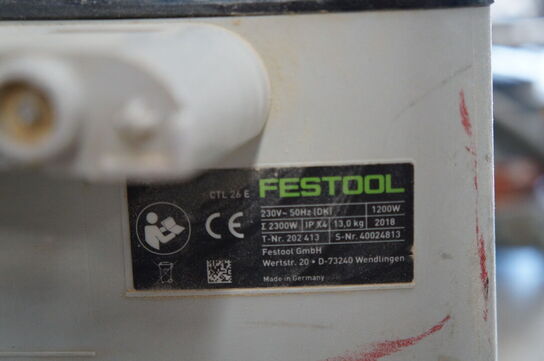 CTL 26 E FESTOOL
230V~ 50Hz (DK) 1200W
Σ 2300W IP X4 13,0 kg 2018
T-Nr. 202 413 S-Nr. 40024813
Festool GmbH
Wertstr. 20 • D-73240 Wendlingen
Made in Germany
CE